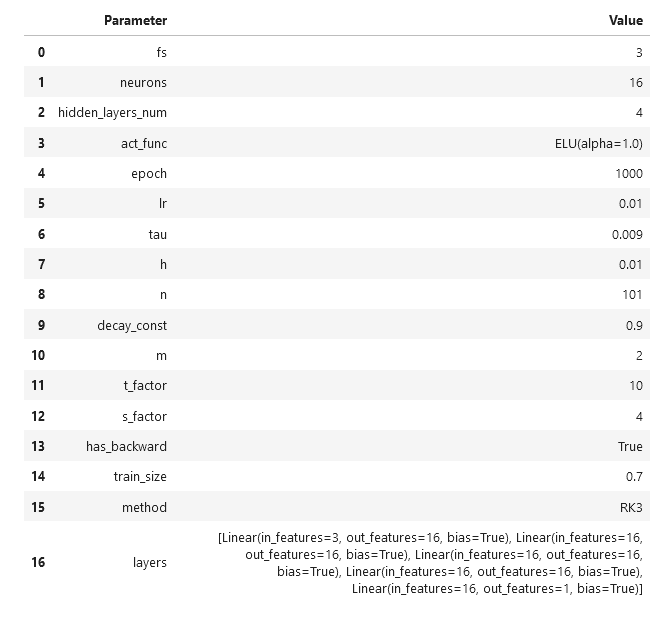 Parameter Value
0 fs 3
1 neurons 16
2 hidden_layers_num 4
3 act_func ELU(alpha=1.0)
4 epoch 1000
5 lr 0.01
6 tau 0.009
7 h 0.01
8 n 101
9 decay_const 0.9
10 m 2
11 t_factor 10
12 s_factor 4
13 has_backward True
14 train_size 0.7
15 method RK3
16 layers [Linear(in_features=3, out_features=16, bias=True), Linear(in_features=16,
out_features=16, bias=True), Linear(in_features=16, out_features=16,
bias=True), Linear(in_features=16, out_features=16, bias=True),
Linear(in_features=16, out_features=1, bias=True)]